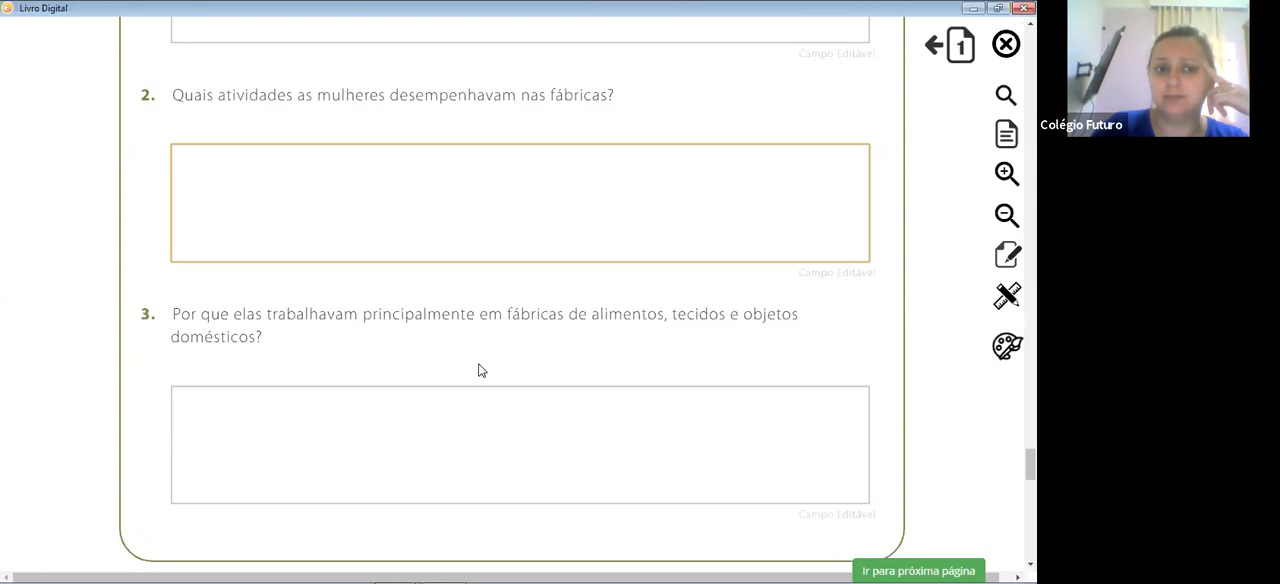 Livro Digital
Campo Editável
2. Quais atividades as mulheres desempenhavam nas fábricas?
Campo Editável
3. Por que elas trabalhavam principalmente em fábricas de alimentos, tecidos e objetos
domésticos?
Campo Editável
Ir para próxima página
1
Colégio Futuro